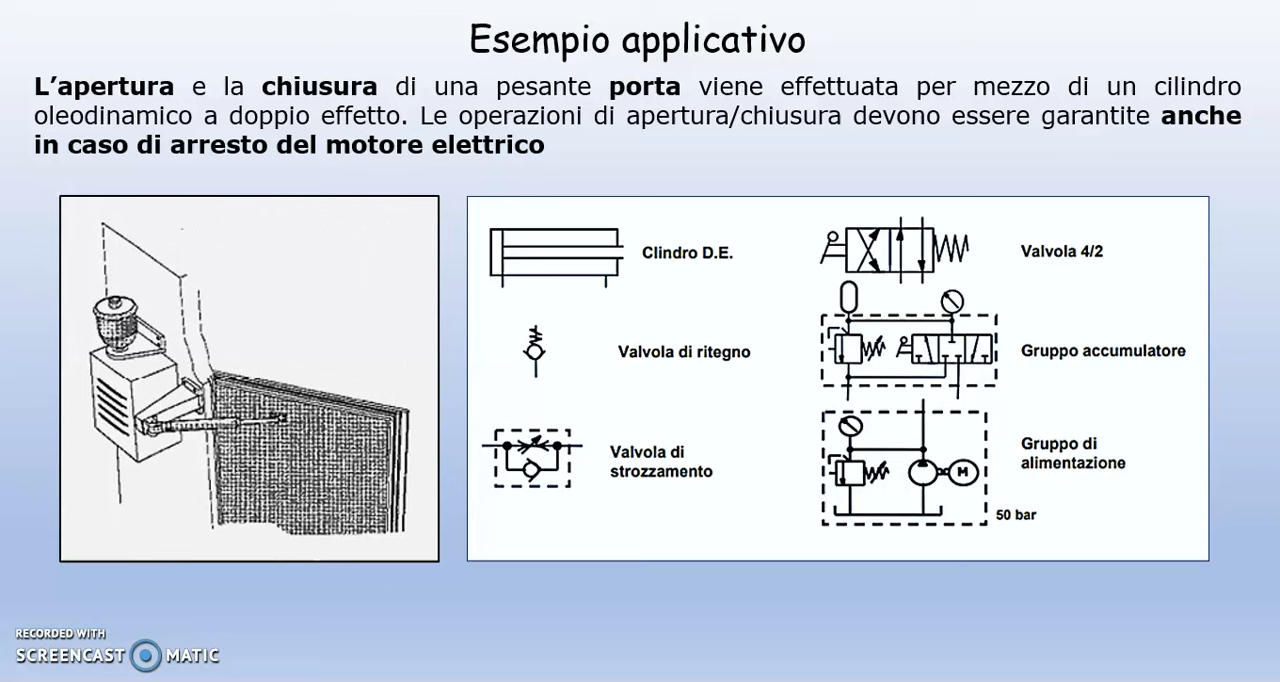 Esempio applicativo
L’apertura e la chiusura di una pesante porta viene effettuata per mezzo di un cilindro
oleodinamico a doppio effetto. Le operazioni di apertura/chiusura devono essere garantite anche
in caso di arresto del motore elettrico
Clindro D.E.
Valvola 4/2
Valvola di ritegno
Gruppo accumulatore
Valvola di
strozzamento
Gruppo di
alimentazione
M
50 bar
RECORDED WITH
SCREENCAST MATIC